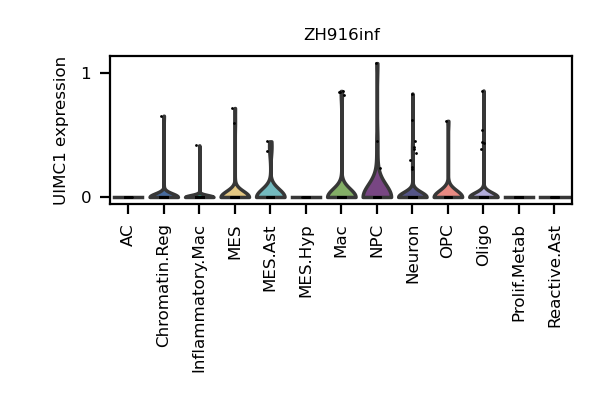 ZH916inf
UIMC1 expression
1
0
AC
Chromatin.Reg
Inflammatory.Mac
MES
MES.Ast
MES.Hyp
Mac
NPC
Neuron
OPC
Oligo
Prolif.Metab
Reactive.Ast